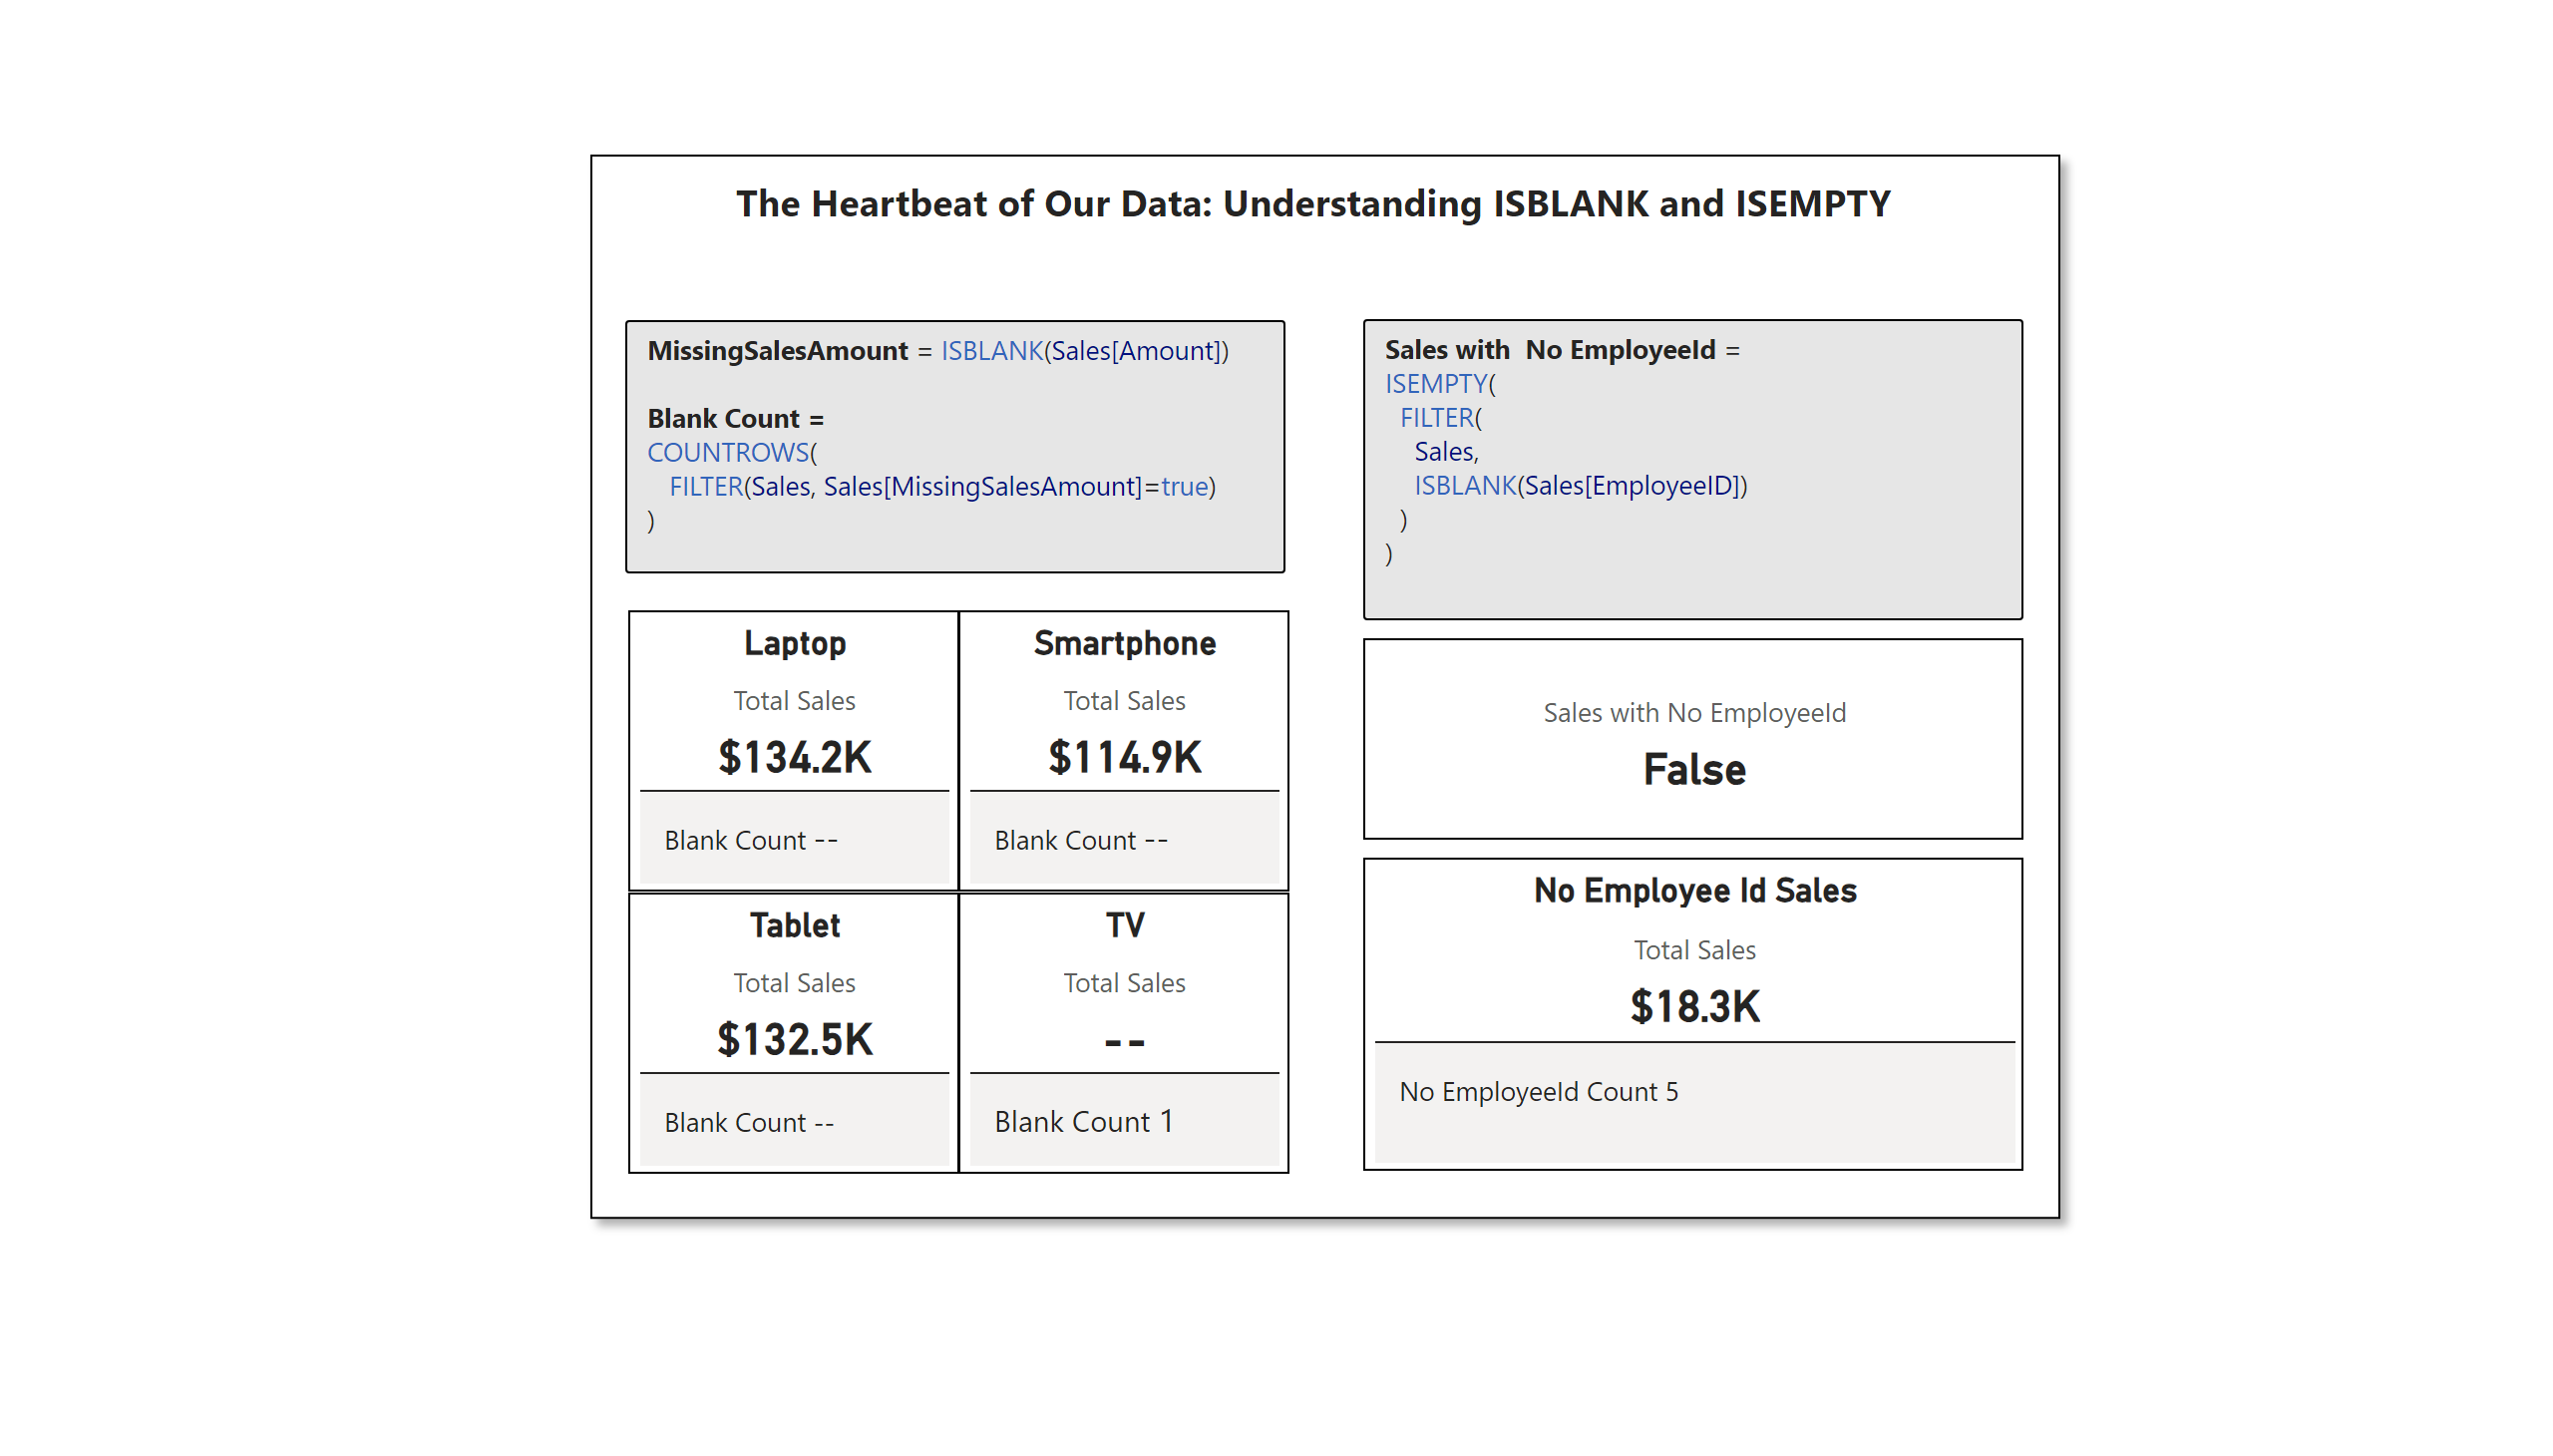 The Heartbeat of Our Data: Understanding ISBLANK and ISEMPTY
MissingSalesAmount = ISBLANK(Sales[Amount])
Blank Count =
COUNTROWS(
FILTER(Sales, Sales[MissingSalesAmount]=true)
)
Sales with  No EmployeeId =
ISEMPTY(
FILTER(
Sales,
ISBLANK(Sales[EmployeeID])
)
)
Laptop
Total Sales
$134.2K
Blank Count --
Smartphone
Total Sales
$114.9K
Blank Count --
Tablet
Total Sales
$132.5K
Blank Count --
TV
Total Sales
--
Blank Count 1
Sales with No EmployeeId
False
No Employee Id Sales
Total Sales
$18.3K
No EmployeeId Count 5